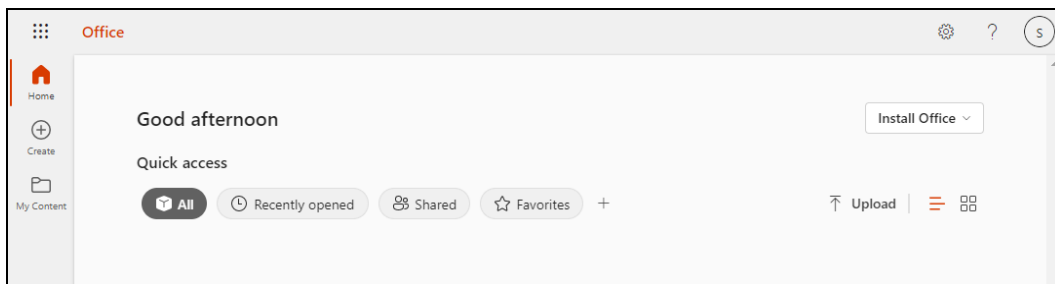 Office
?
S
Home
Good afternoon
Install Office
Create
Quick access
My Content
All
Recently opened
Shared
Favorites
+
Upload